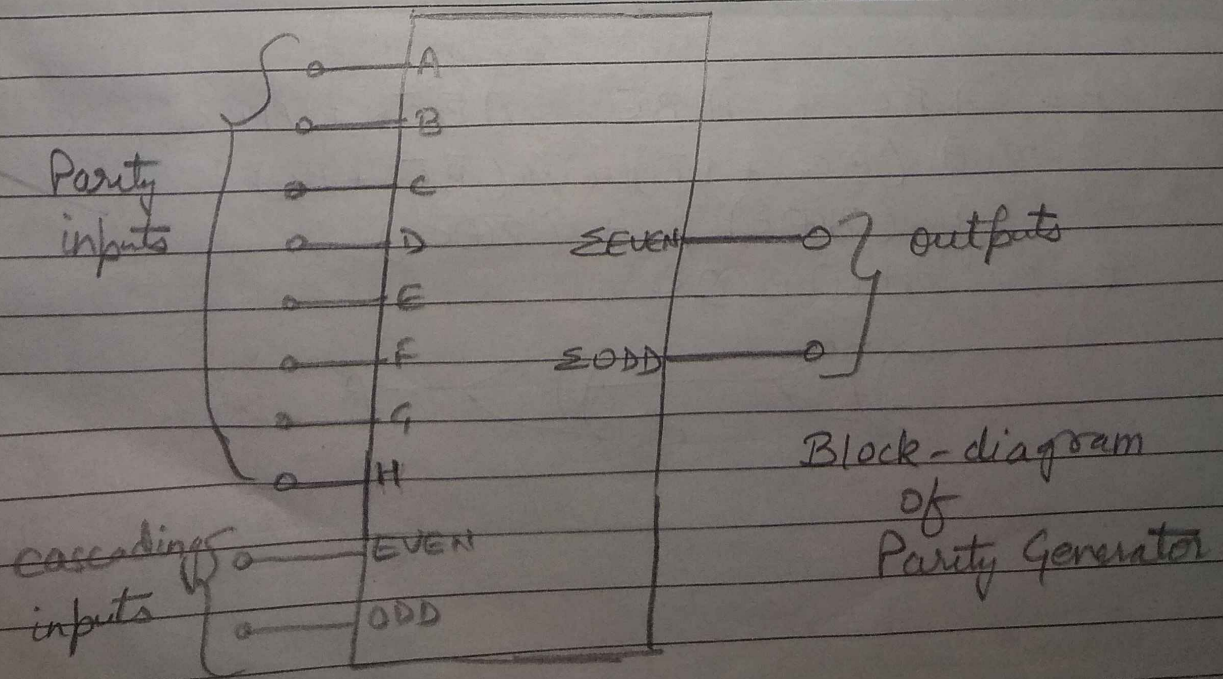 A
B
Parity
inputs
C
D
E
F
G
H
ΣEVEN
ΣODD
outputs
Block-diagram
of
Parity Generator
cascading
inputs
EVEN
ODD